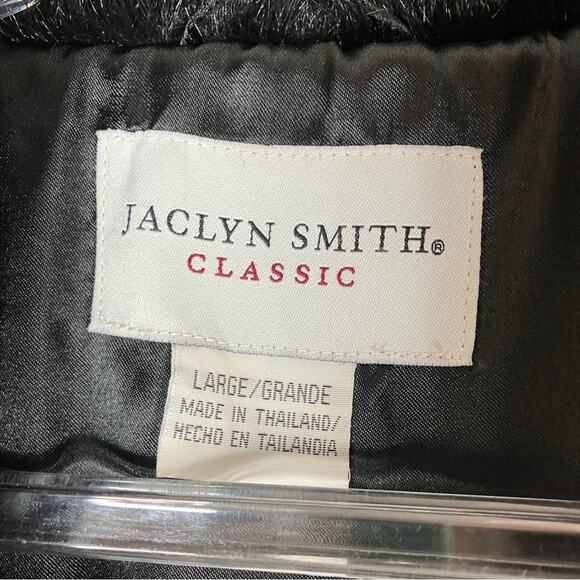 JACLYN SMITH®
CLASSIC
LARGE/GRANDE
MADE IN THAILAND/
HECHO EN TAILANDIA